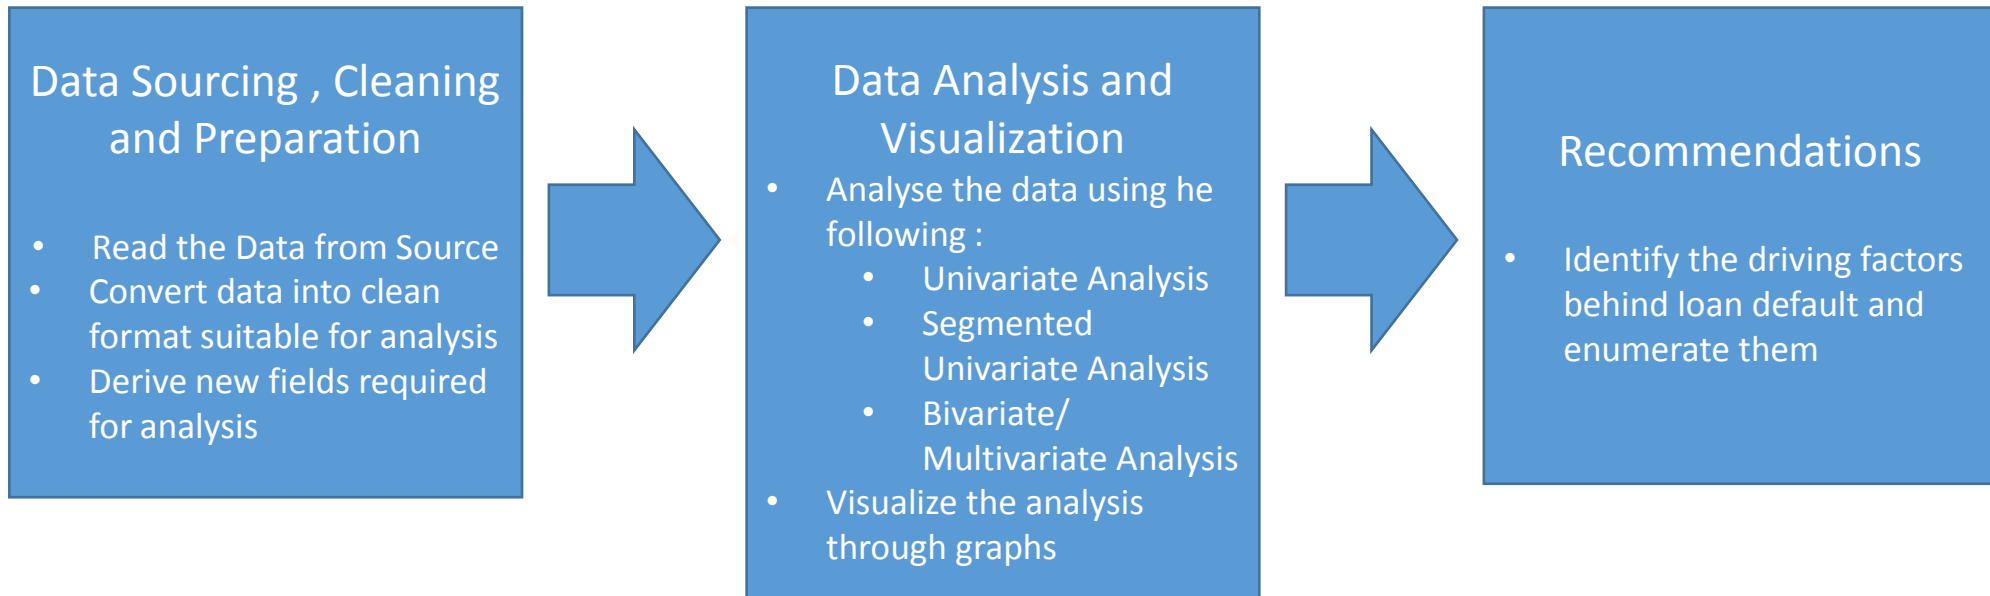 Data Sourcing , Cleaning
and Preparation
• Read the Data from Source
• Convert data into clean
format suitable for analysis
• Derive new fields required
for analysis
Data Analysis and
Visualization
• Analyse the data using he
following :
• Univariate Analysis
• Segmented
Univariate Analysis
• Bivariate/
Multivariate Analysis
• Visualize the analysis
through graphs
Recommendations
• Identify the driving factors
behind loan default and
enumerate them